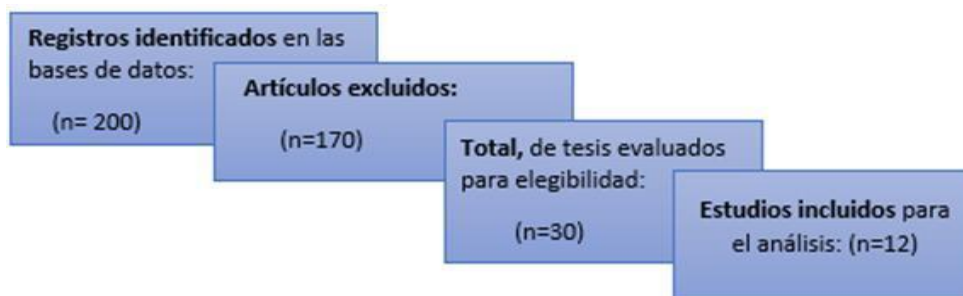 Registros identificados en las
bases de datos:
(n= 200)
Artículos excluidos:
(n=170)
Total, de tesis evaluados
para elegibilidad:
(n=30)
Estudios incluidos para
el análisis: (n=12)